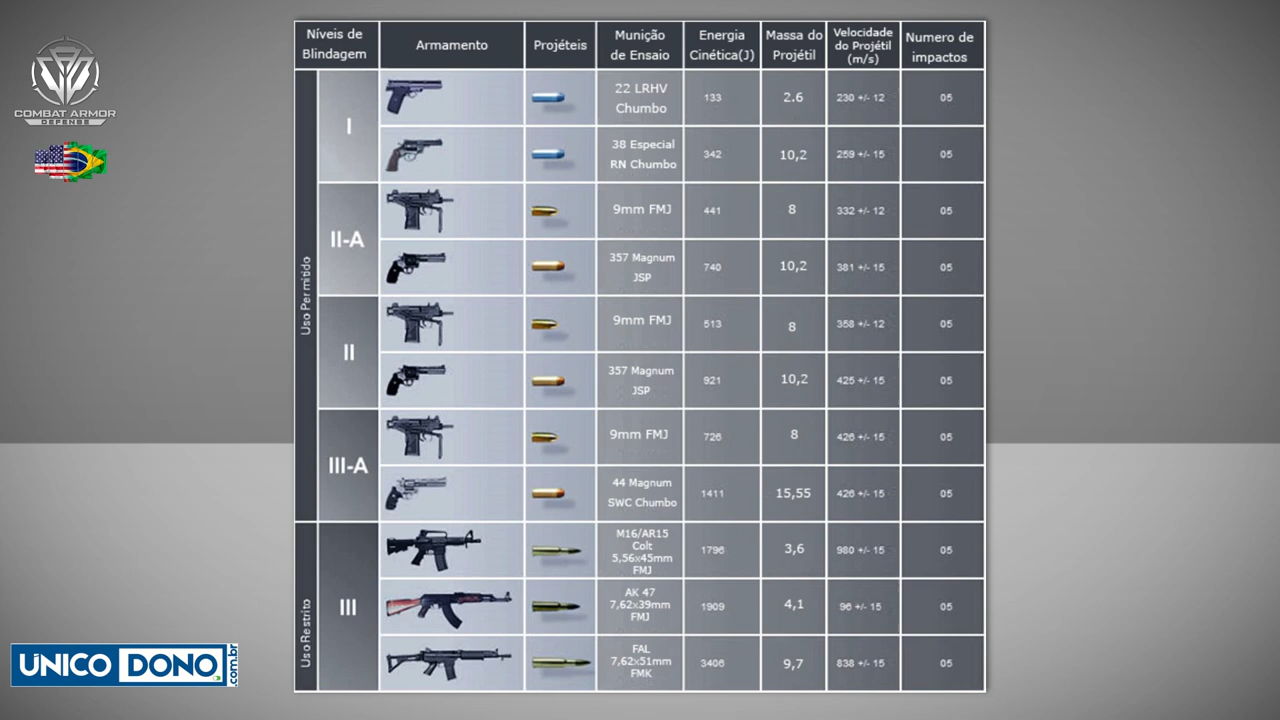 COMBAT ARMOR
DEFENSE
Níveis de
Blindagem
Armamento
Projéteis
Munição
de Ensaio
Energia
Cinética(J)
Massa do
Projétil
Velocidade
do Projétil
(m/s)
Numero de
impactos
Uso Permitido
I
22 LRHV
Chumbo
133
2.6
230 +/- 12
05
38 Especial
RN Chumbo
342
10,2
259 +/- 15
05
II-A
9mm FMJ
441
8
332 +/- 12
05
357 Magnum
JSP
740
10,2
381 +/- 15
05
II
9mm FMJ
513
8
358 +/- 12
05
357 Magnum
JSP
921
10,2
425 +/- 15
05
III-A
9mm FMJ
726
8
426 +/- 15
05
44 Magnum
SWC Chumbo
1411
15,55
426 +/- 15
05
Uso Restrito
III
M16/AR15
Colt
5,56x45mm
FMJ
1796
3,6
980 +/- 15
05
AK 47
7,62x39mm
FMJ
1909
4,1
96 +/- 15
05
FAL
7,62x51mm
FMK
3406
9,7
838 +/- 15
05
ÚNICO DONO
.com.br